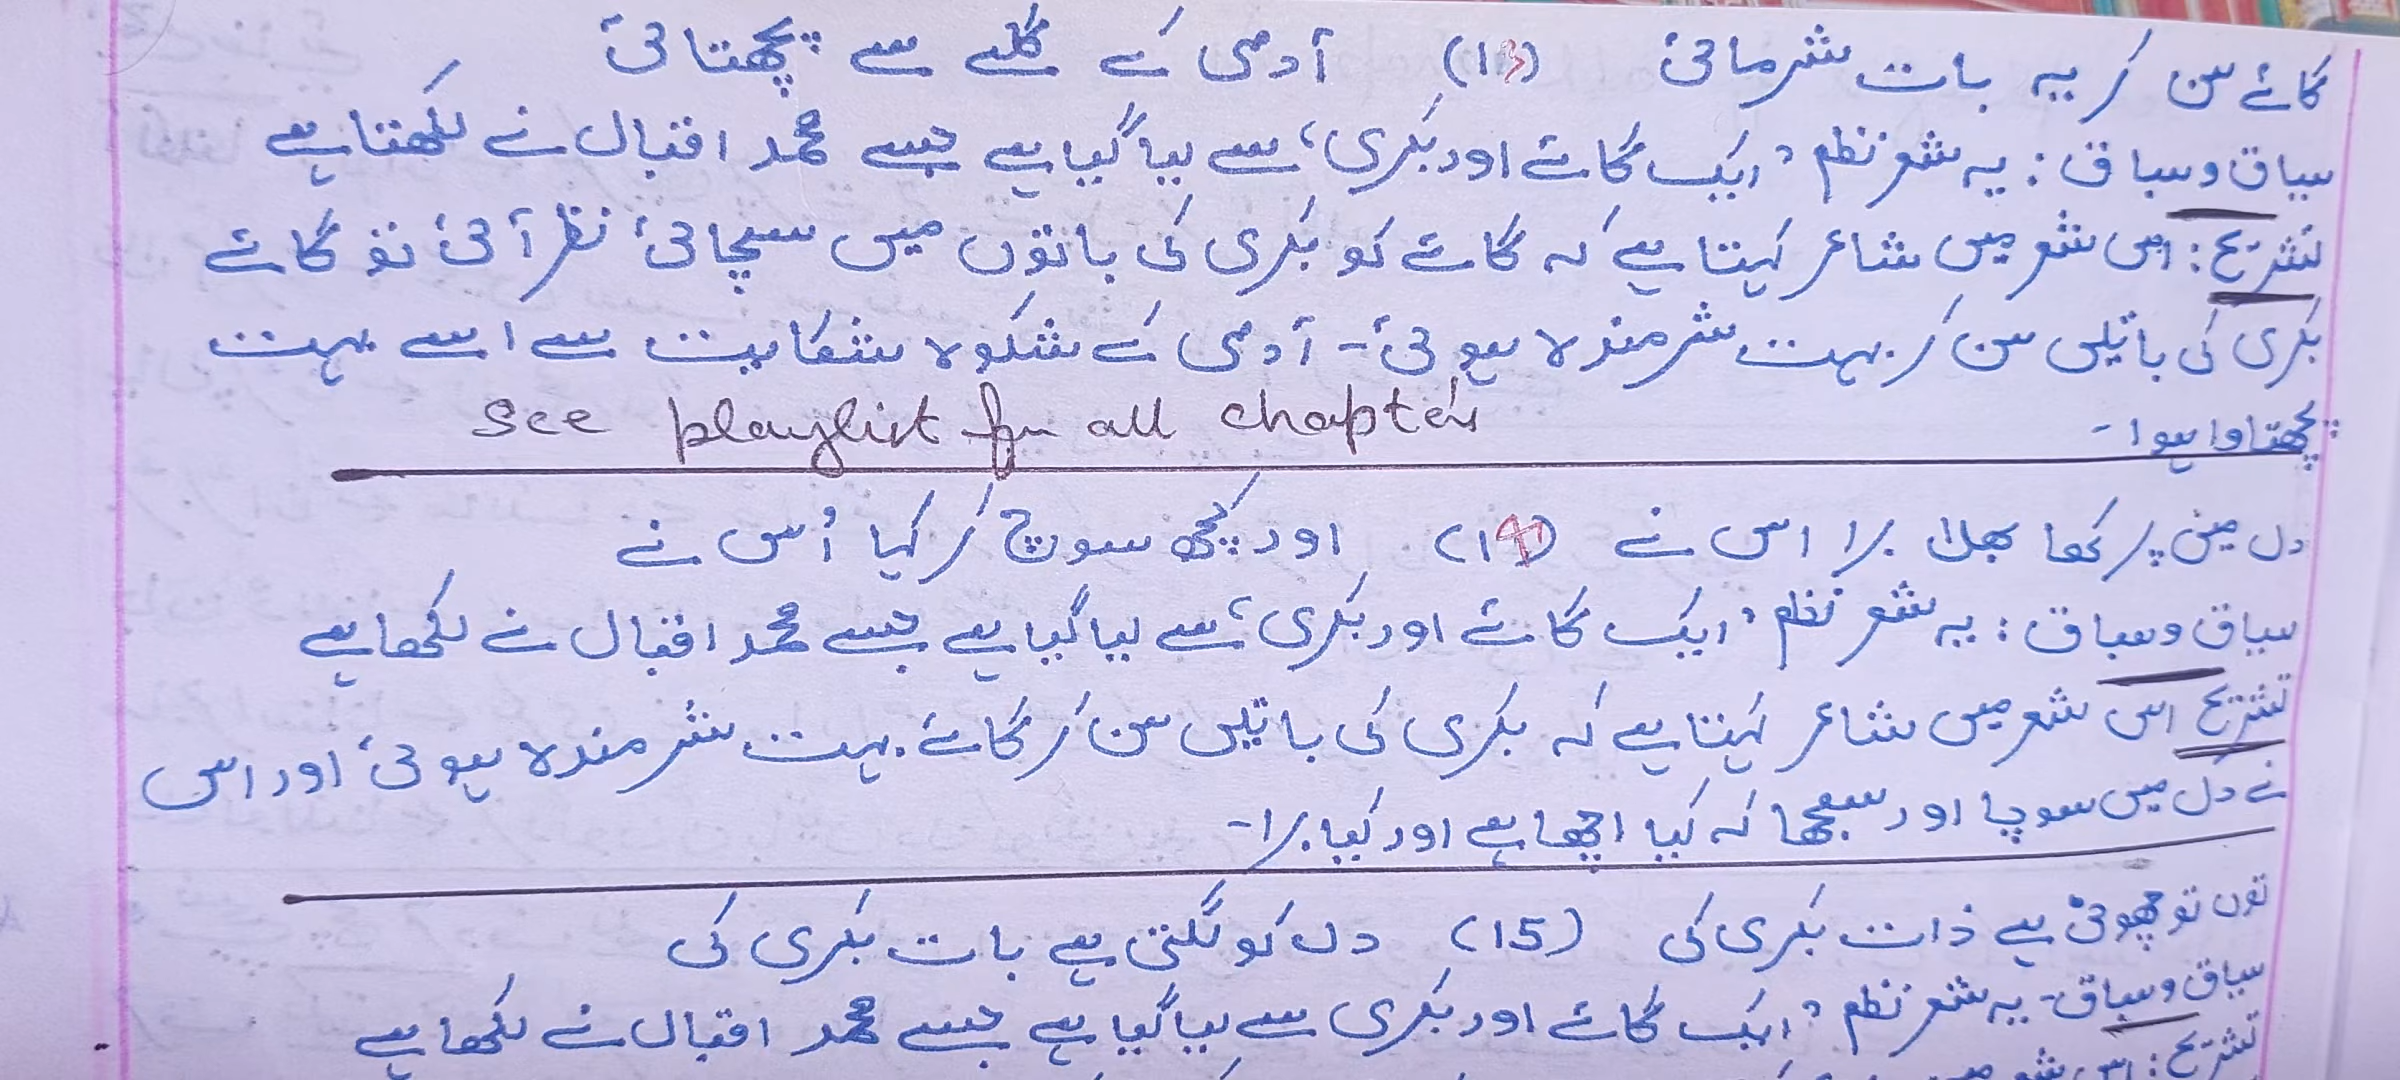 گائے سن کر یہ بات شرمائی (13) آدمی کے گلے سے پچھتائی
سیاق و سباق : یہ شعر نظم ”ایک گائے اور بکری“ سے لیا گیا ہے جسے محمد اقبال نے لکھتا ہے
تشریح : اس شعر میں شاعر کہتا ہے کہ گائے کو بکری کی باتوں میں سچائی نظر آئی تو گائے
بکری کی باتیں سن کر بہت شرمندہ ہوئی - آدمی کے شکوہ شکایت سے اسے بہت
پچھتاوا ہوا -
See playlist for all chapters
دل میں پرکھا بھلا برا اس نے (14) اور کچھ سوچ کر کہا اُس نے
سیاق و سباق : یہ شعر نظم ”ایک گائے اور بکری“ سے لیا گیا ہے جسے محمد اقبال نے لکھا ہے
تشریح اس شعر میں شاعر کہتا ہے کہ بکری کی باتیں سن کر گائے بہت شرمندہ ہوئی اور اس
نے دل میں سوچا اور سمجھا کہ کیا اچھا ہے اور کیا برا -
توں تو چھوٹی ہے ذات بکری کی (15) دل کو لگتی ہے بات بکری کی
سیاق و سباق - یہ شعر نظم ”ایک گائے اور بکری سے لیا گیا ہے جسے محمد اقبال نے لکھا ہے
تشریح : اس شعر میں